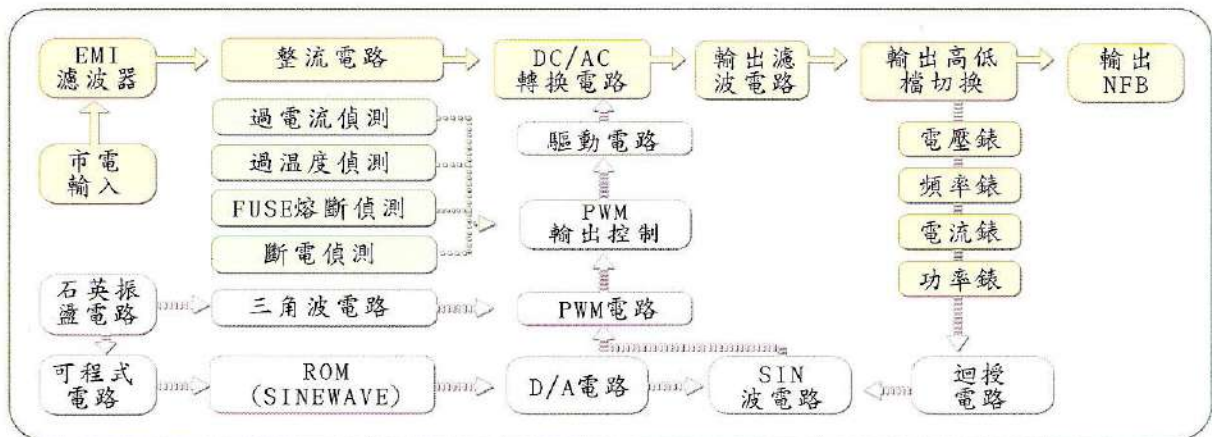 EMI
濾波器
整流電路
DC/AC
轉換電路
輸出濾
波電路
輸出高低
檔切換
輸出
NFB
市電
輸入
過電流偵測
過温度偵測
FUSE熔斷偵測
斷電偵測
驅動電路
PWM
輸出控制
電壓錶
頻率錶
電流錶
功率錶
石英振
盪電路
三角波電路
PWM電路
可程式
電路
ROM
(SINEWAVE)
D/A電路
SIN
波電路
迴授
電路